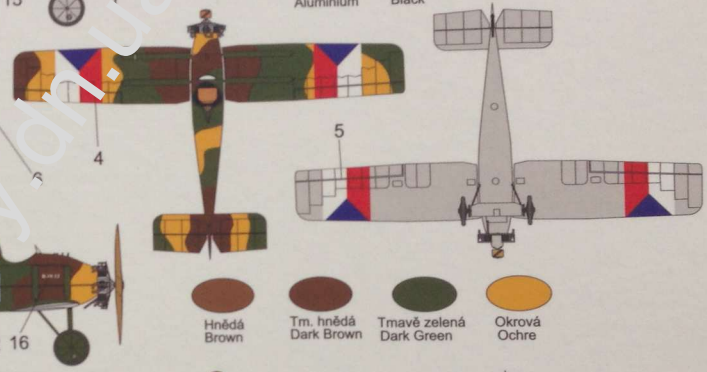 Aluminium
Black
4
5
6
16
Hnědá
Brown
Tm. hnědá
Dark Brown
Tmavě zelená
Dark Green
Okrová
Ochre